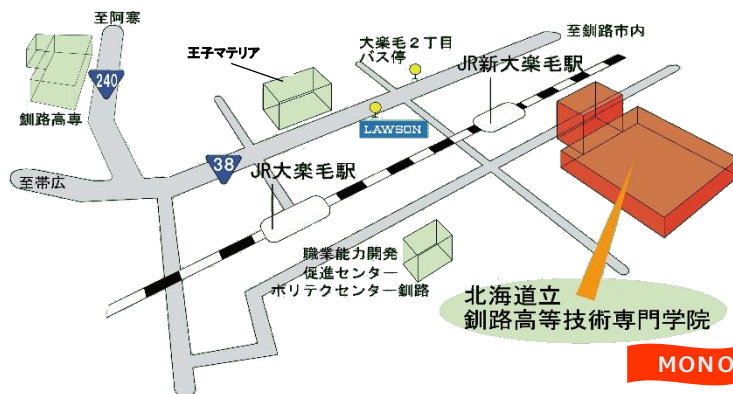 至阿寒
240
釧路高専
王子マテリア
大楽毛2丁目
バス停
至釧路市内
JR新大楽毛駅
LAWSON
38
至帯広
JR大楽毛駅
職業能力開発
促進センター
ポリテクセンター釧路
北海道立
釧路高等技術専門学院
MONO